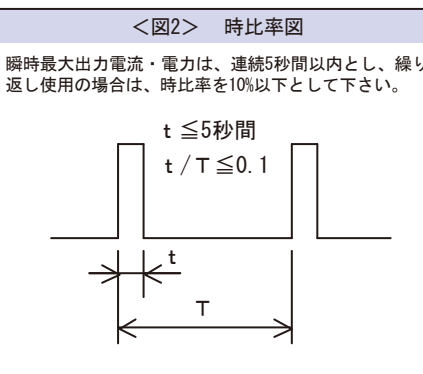 ＜図2＞　時比率図
瞬時最大出力電流・電力は、連続5秒間以内とし、繰り
返し使用の場合は、時比率を10%以下として下さい。
t ≦5秒間
t /T≦0.1
t
T